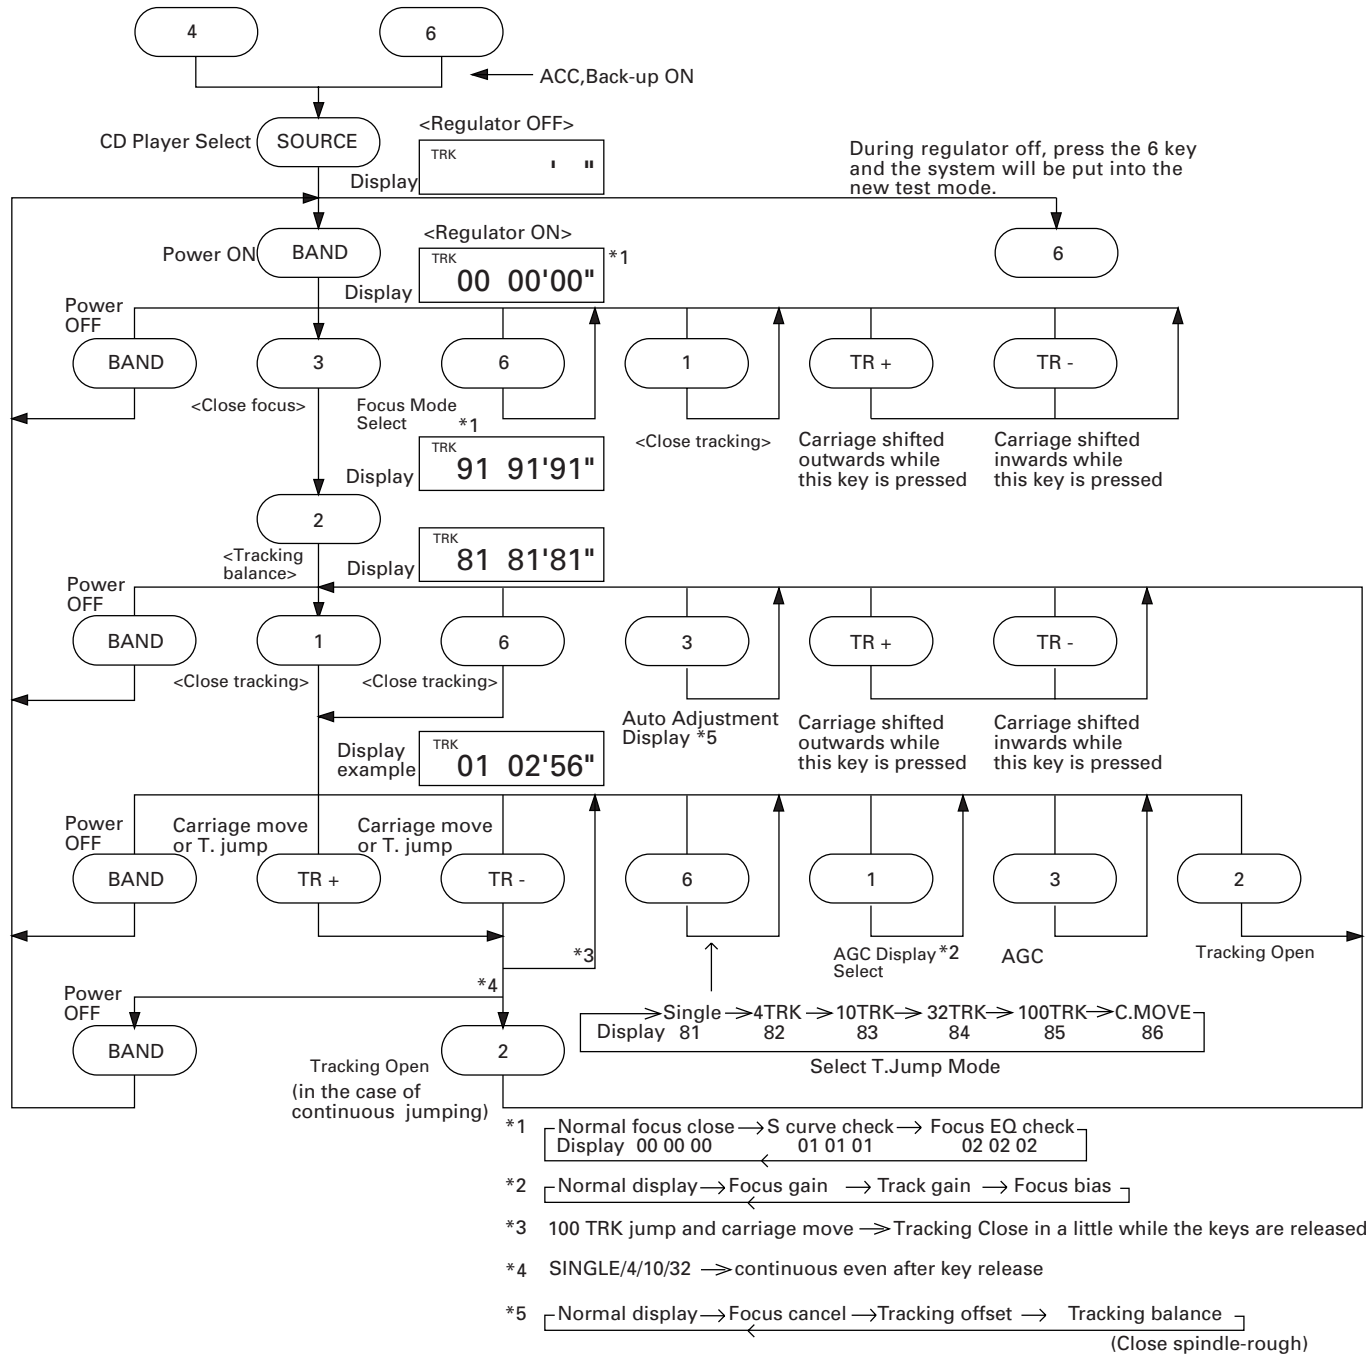 4
6
ACC,Back-up ON
CD Player Select
SOURCE
<Regulator OFF>
TRK
' "
Display
During regulator off, press the 6 key
and the system will be put into the
new test mode.
Power ON
BAND
<Regulator ON>
TRK
00 00'00"
*1
Display
6
Power
OFF
BAND
3
6
1
TR +
TR -
<Close focus>
Focus Mode
Select
*1
<Close tracking>
Carriage shifted
outwards while
this key is pressed
Carriage shifted
inwards while
this key is pressed
Display
TRK
91 91'91"
2
<Tracking
balance>
Display
TRK
81 81'81"
Power
OFF
BAND
1
6
3
TR +
TR -
<Close tracking>
<Close tracking>
Auto Adjustment
Display *5
Carriage shifted
outwards while
this key is pressed
Carriage shifted
inwards while
this key is pressed
Display
example
TRK
01 02'56"
Power
OFF
Carriage move
or T. jump
Carriage move
or T. jump
BAND
TR +
TR -
6
1
3
2
*3
AGC Display *2
Select
AGC
Tracking Open
*4
Power
OFF
BAND
2
Tracking Open
(in the case of
continuous jumping)
Single 4TRK 10TRK 32TRK 100TRK C.MOVE
Display 81 82 83 84 85 86
Select T.Jump Mode
*1 Normal focus close → S curve check → Focus EQ check
Display 00 00 00 01 01 01 02 02 02
*2 Normal display → Focus gain → Track gain → Focus bias
*3 100 TRK jump and carriage move → Tracking Close in a little while the keys are released
*4 SINGLE/4/10/32 → continuous even after key release
*5 Normal display → Focus cancel → Tracking offset → Tracking balance
(Close spindle-rough)